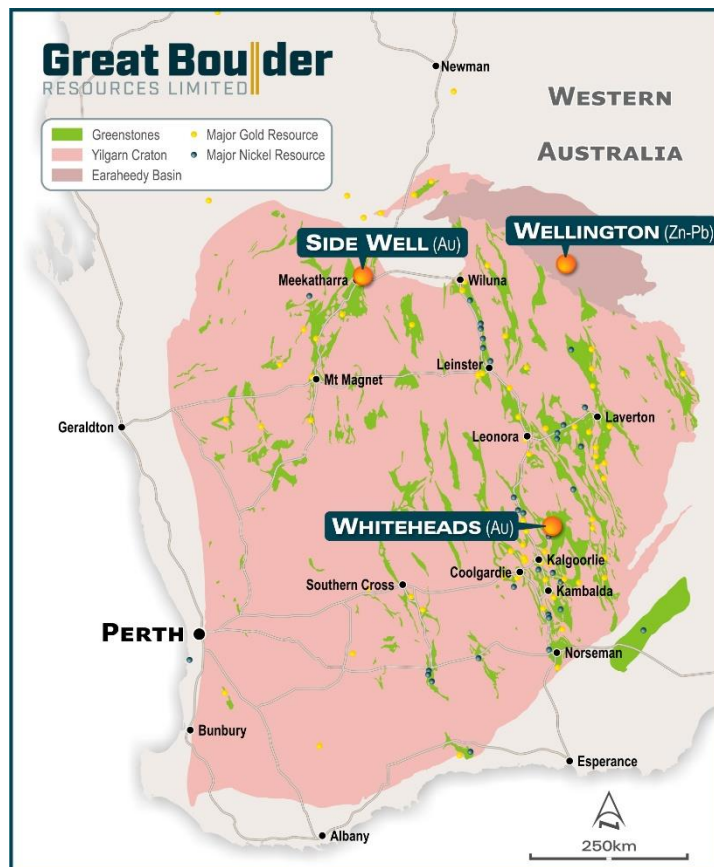 Great Boulder
RESOURCES LIMITED
Greenstones
Major Gold Resource
Yilgarn Craton
Major Nickel Resource
Earaheedy Basin
Newman
WESTERN
AUSTRALIA
SIDE WELL (Au)
WELLINGTON (Zn-Pb)
Meekatharra
Wiluna
Leinster
Mt Magnet
Geraldton
Laverton
Leonora
WHITEHEADS (Au)
Kalgoorlie
Coolgardie
Southern Cross
Kambalda
PERTH
Norseman
Bunbury
Esperance
Albany
N
250km